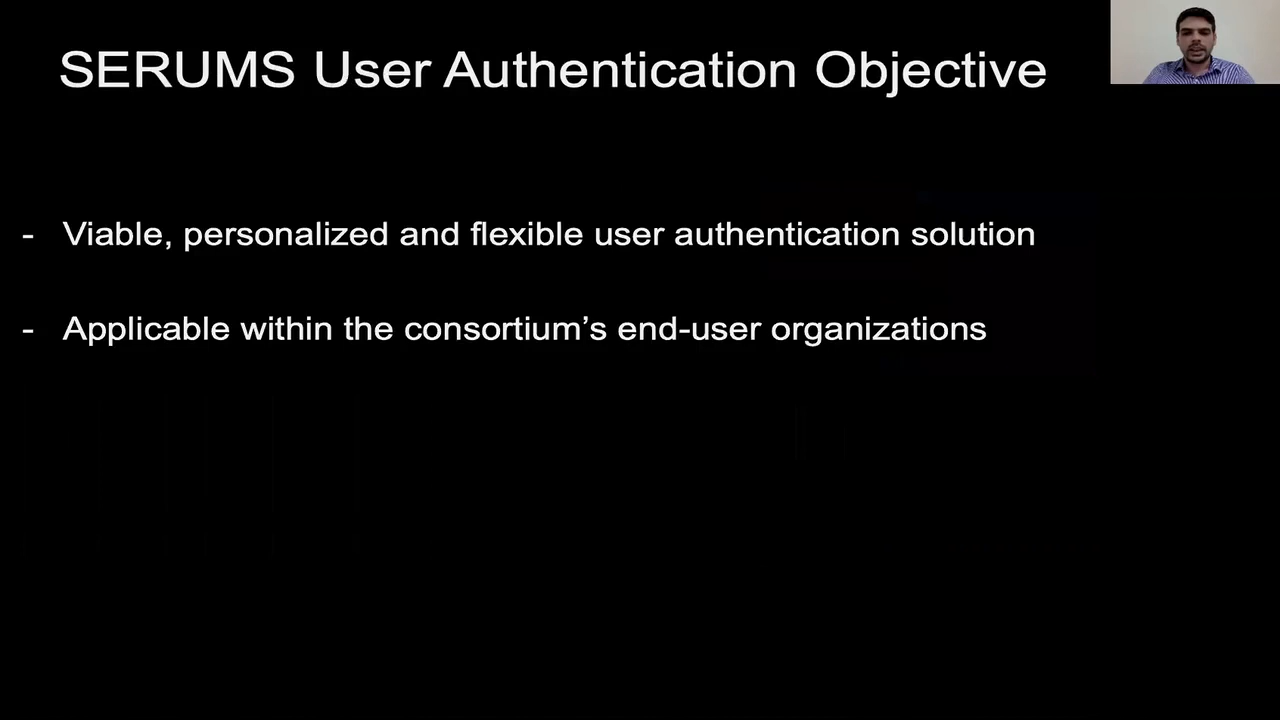 SERUMS User Authentication Objective
- Viable, personalized and flexible user authentication solution
- Applicable within the consortium’s end-user organizations